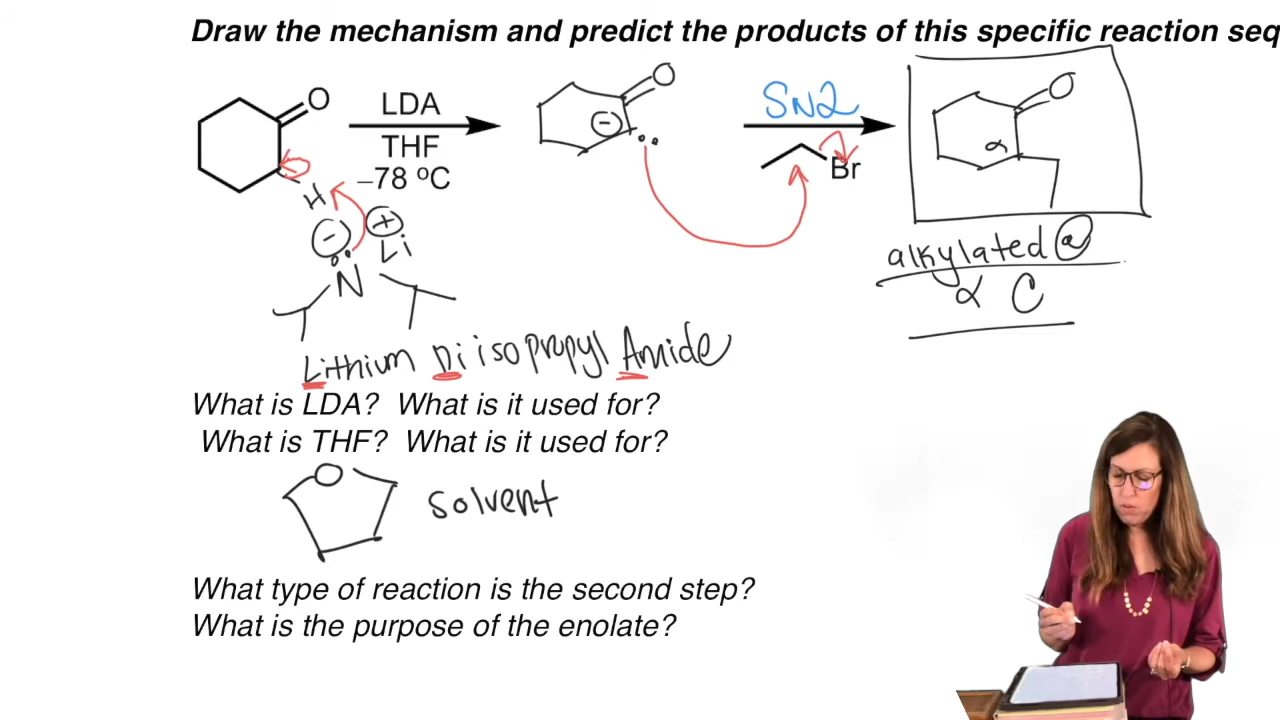 Draw the mechanism and predict the products of this specific reaction seq
O
LDA
THF
–78 ºC
H
– + Li
N
O
–
SN2
Br
O
α
alkylated @
α C
Lithium Diisopropyl Amide
What is LDA? What is it used for?
What is THF? What is it used for?
O
solvent
What type of reaction is the second step?
What is the purpose of the enolate?